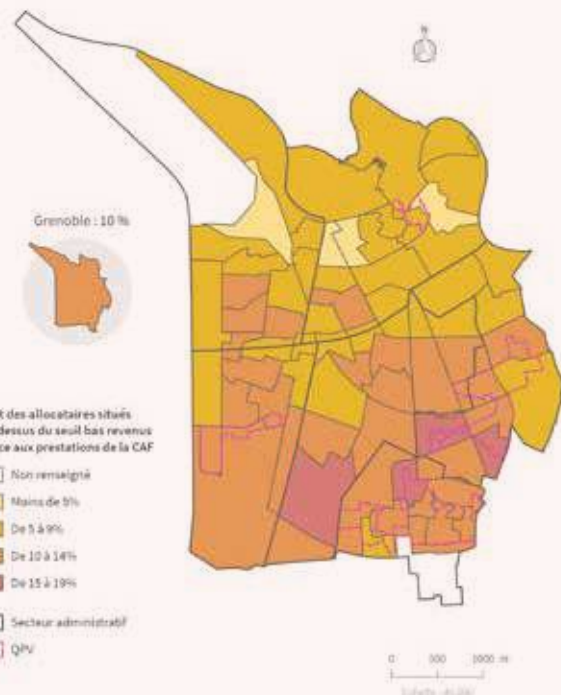 N
Grenoble : 10 %
t des allocataires situés
dessus du seuil bas revenus
ce aux prestations de la CAF
Non renseigné
Moins de 5%
De 5 à 9%
De 10 à 14%
De 15 à 19%
Secteur administratif
QPV
0 500 1000 m